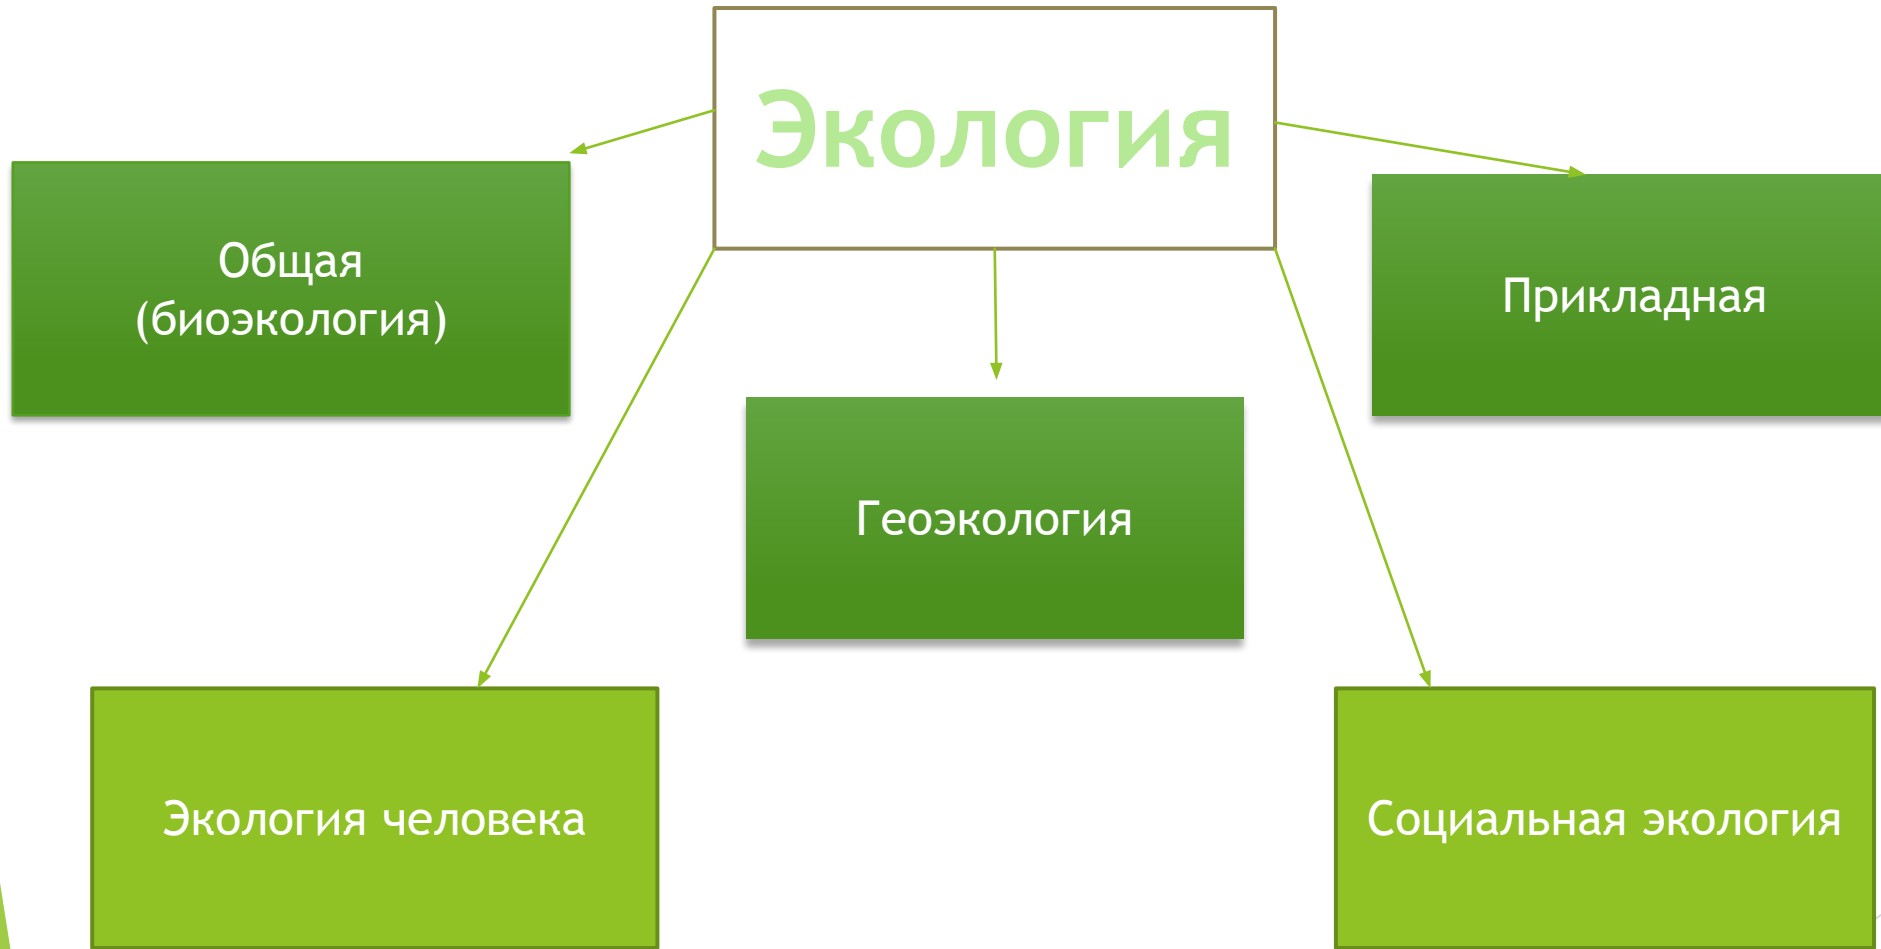 Экология
Общая
(биоэкология)
Прикладная
Геоэкология
Экология человека
Социальная экология